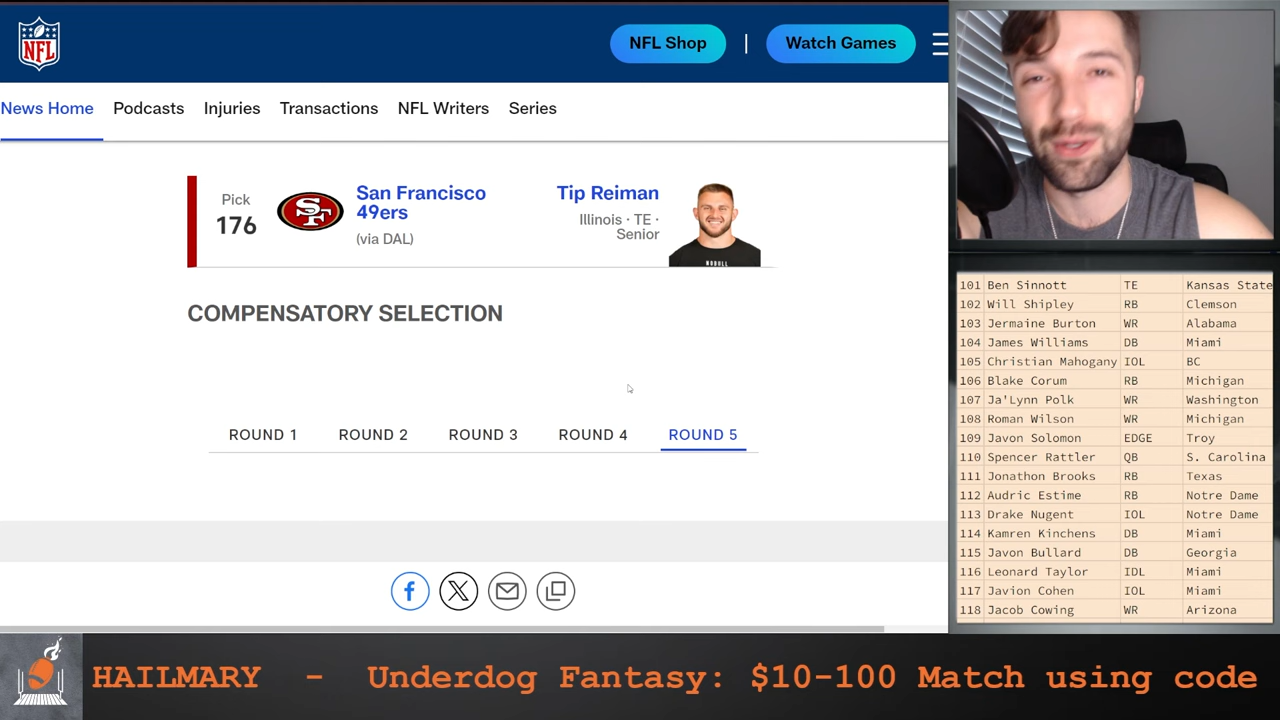 NFL
NFL Shop | Watch Games
News Home Podcasts Injuries Transactions NFL Writers Series
Pick
176
San Francisco
49ers
(via DAL)
Tip Reiman
Illinois · TE ·
Senior
NOBULL
COMPENSATORY SELECTION
ROUND 1 ROUND 2 ROUND 3 ROUND 4 ROUND 5
101 Ben Sinnott TE Kansas State
102 Will Shipley RB Clemson
103 Jermaine Burton WR Alabama
104 James Williams DB Miami
105 Christian Mahogany IOL BC
106 Blake Corum RB Michigan
107 Ja'Lynn Polk WR Washington
108 Roman Wilson WR Michigan
109 Javon Solomon EDGE Troy
110 Spencer Rattler QB S. Carolina
111 Jonathon Brooks RB Texas
112 Audric Estime RB Notre Dame
113 Drake Nugent IOL Notre Dame
114 Kamren Kinchens DB Miami
115 Javon Bullard DB Georgia
116 Leonard Taylor IDL Miami
117 Javion Cohen IOL Miami
118 Jacob Cowing WR Arizona
HAILMARY - Underdog Fantasy: $10-100 Match using code